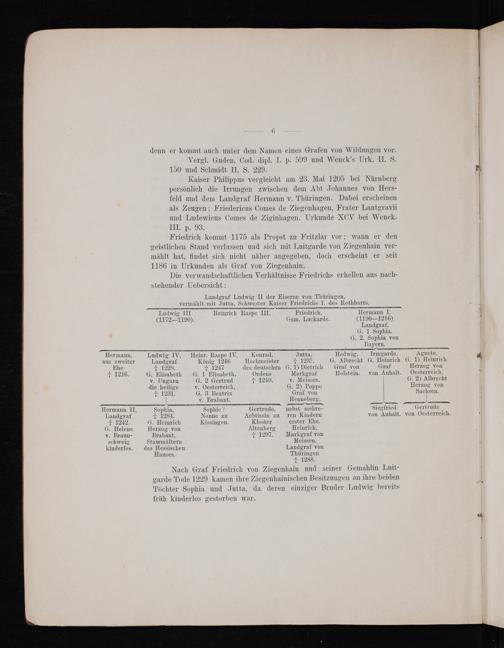 6
denn er kommt auch unter dem Namen eines Grafen von Wildungen vor.
Vergl. Guden, Cod. dipl. I. p. 599 und Wenck's Urk. II. S.
150 und Schmidt II. S. 229.
Kaiser Philippus vergleicht am 23. Mai 1205 bei Nürnberg
persönlich die Irrungen zwischen dem Abt Johannes von Hers-
feld und dem Landgraf Hermann v. Thüringen. Dabei erscheinen
als Zeugen; Friedericus Comes de Ziegenhagen, Frater Lantgravii
und Ludewicus Comes de Ziginhagen. Urkunde XCV bei Wenck.
III. p. 93.
Friedrich kommt 1175 als Propst zu Fritzlar vor; wann er den
geistlichen Stand verlassen und sich mit Luitgarde von Ziegenhain ver-
mählt hat, findet sich nicht näher angegeben, doch erscheint er seit
1186 in Urkunden als Graf von Ziegenhain.
Die verwandschaftlichen Verhältnisse Friedrichs erhellen aus nach-
stehender Uebersicht:
Landgraf Ludwig II der Eiserne von Thüringen,
vermählt mit Jutta, Schwester Kaiser Friedrichs I. des Rothbarts.
Ludwig III
(1172—1190).
Heinrich Raspe III.
Friedrich,
Gem. Luckarde.
Hermann I.
(1190—1216)
Landgraf,
G. 1 Sophia,
G. 2. Sophia von
Bayern.
Hermann,
aus zweiter
Ehe
† 1216.
Ludwig IV,
Landgraf
† 1228.
G. Elisabeth
v. Ungarn
die heilige
† 1231.
Heinr. Raspe IV,
König 1246
† 1247
G. 1 Elisabeth,
G. 2 Gertrud
v. Oesterreich,
G. 3 Beatrix
v. Brabant.
Konrad,
Hochmeister
des deutschen
Ordens
† 1240.
Jutta,
† 1235.
G. 1) Dietrich
Markgraf
v. Meissen.
G. 2) Poppo
Graf von
Henneberg.
Hedwig,
G. Albrecht
Graf von
Holstein.
Irmgarde,
G. Heinrich
Graf
von Anhalt.
Agnete,
G. 1) Heinrich
Herzog von
Oesterreich,
G. 2) Albrecht
Herzog von
Sachsen.
Hermann II,
Landgraf
† 1242.
G. Helene
v. Braun-
schweig
kinderlos.
Sophia,
† 1284.
G. Heinrich
Herzog von
Brabant,
Stammältern
des Hessischen
Hauses.
Sophie?
Nonne zu
Kissingen.
Gertrude,
Aebtissin zu
Kloster
Altenberg
† 1297.
nebst mehre-
ren Kindern
erster Ehe.
Heinrich,
Markgraf von
Meissen,
Landgraf von
Thüringen
† 1288.
Siegfried
von Anhalt.
Gertrude
von Oesterreich.
Nach Graf Friedrich von Ziegenhain und seiner Gemahlin Luit-
garde Tode 1229 kamen ihre Ziegenhainischen Besitzungen an ihre beiden
Töchter Sophia und Jutta, da deren einziger Bruder Ludwig bereits
früh kinderlos gestorben war.